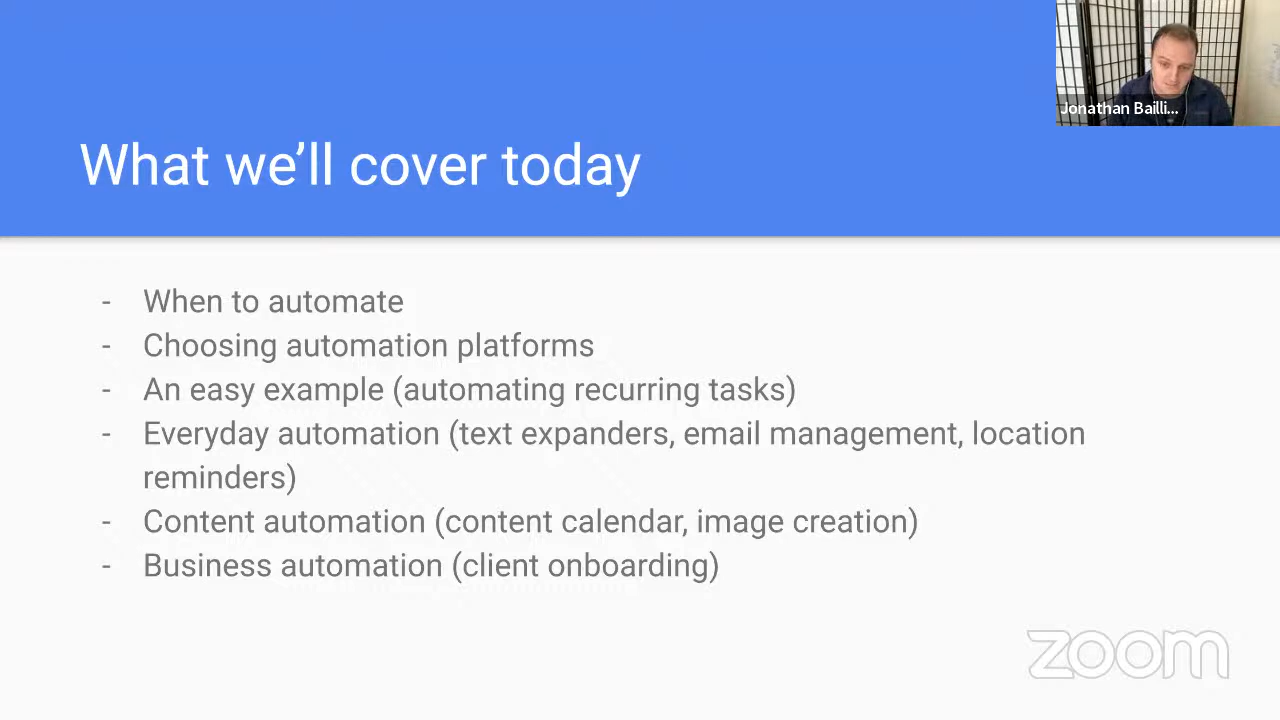 Jonathan Bailli...
What we’ll cover today
- When to automate
- Choosing automation platforms
- An easy example (automating recurring tasks)
- Everyday automation (text expanders, email management, location
reminders)
- Content automation (content calendar, image creation)
- Business automation (client onboarding)
zoom